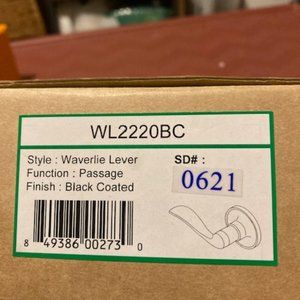 WL2220BC
Style : Waverlie Lever
Function : Passage
Finish : Black Coated
SD# :
0621
8 49386 00273 0